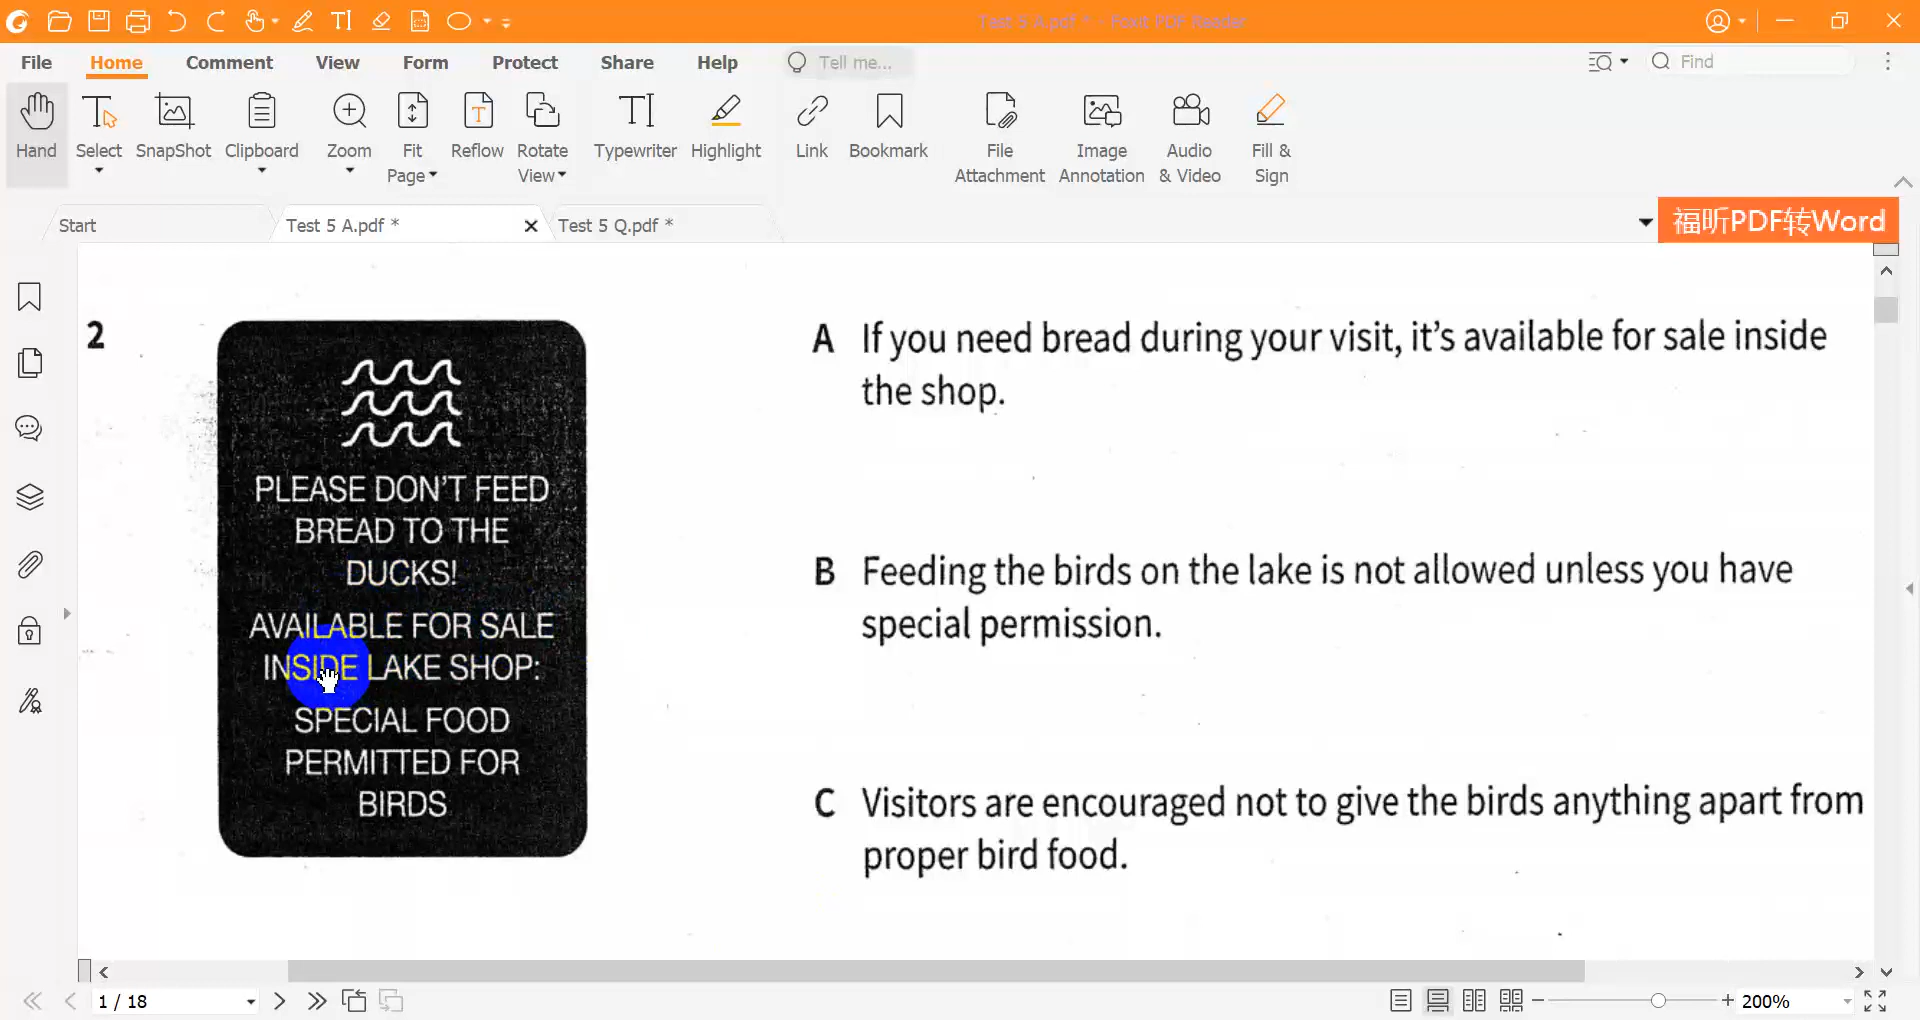 Test 5 A.pdf * - Foxit PDF Reader
File Home Comment View Form Protect Share Help Tell me... Find
Hand Select SnapShot Clipboard Zoom Fit Page Reflow Rotate View Typewriter Highlight Link Bookmark File Attachment Image Annotation Audio & Video Fill & Sign
Start Test 5 A.pdf * Test 5 Q.pdf * 福昕PDF转Word
2
PLEASE DON'T FEED
BREAD TO THE
DUCKS!
AVAILABLE FOR SALE
INSIDE LAKE SHOP:
SPECIAL FOOD
PERMITTED FOR
BIRDS
A If you need bread during your visit, it's available for sale inside
the shop.
B Feeding the birds on the lake is not allowed unless you have
special permission.
C Visitors are encouraged not to give the birds anything apart from
proper bird food.
1 / 18 200%